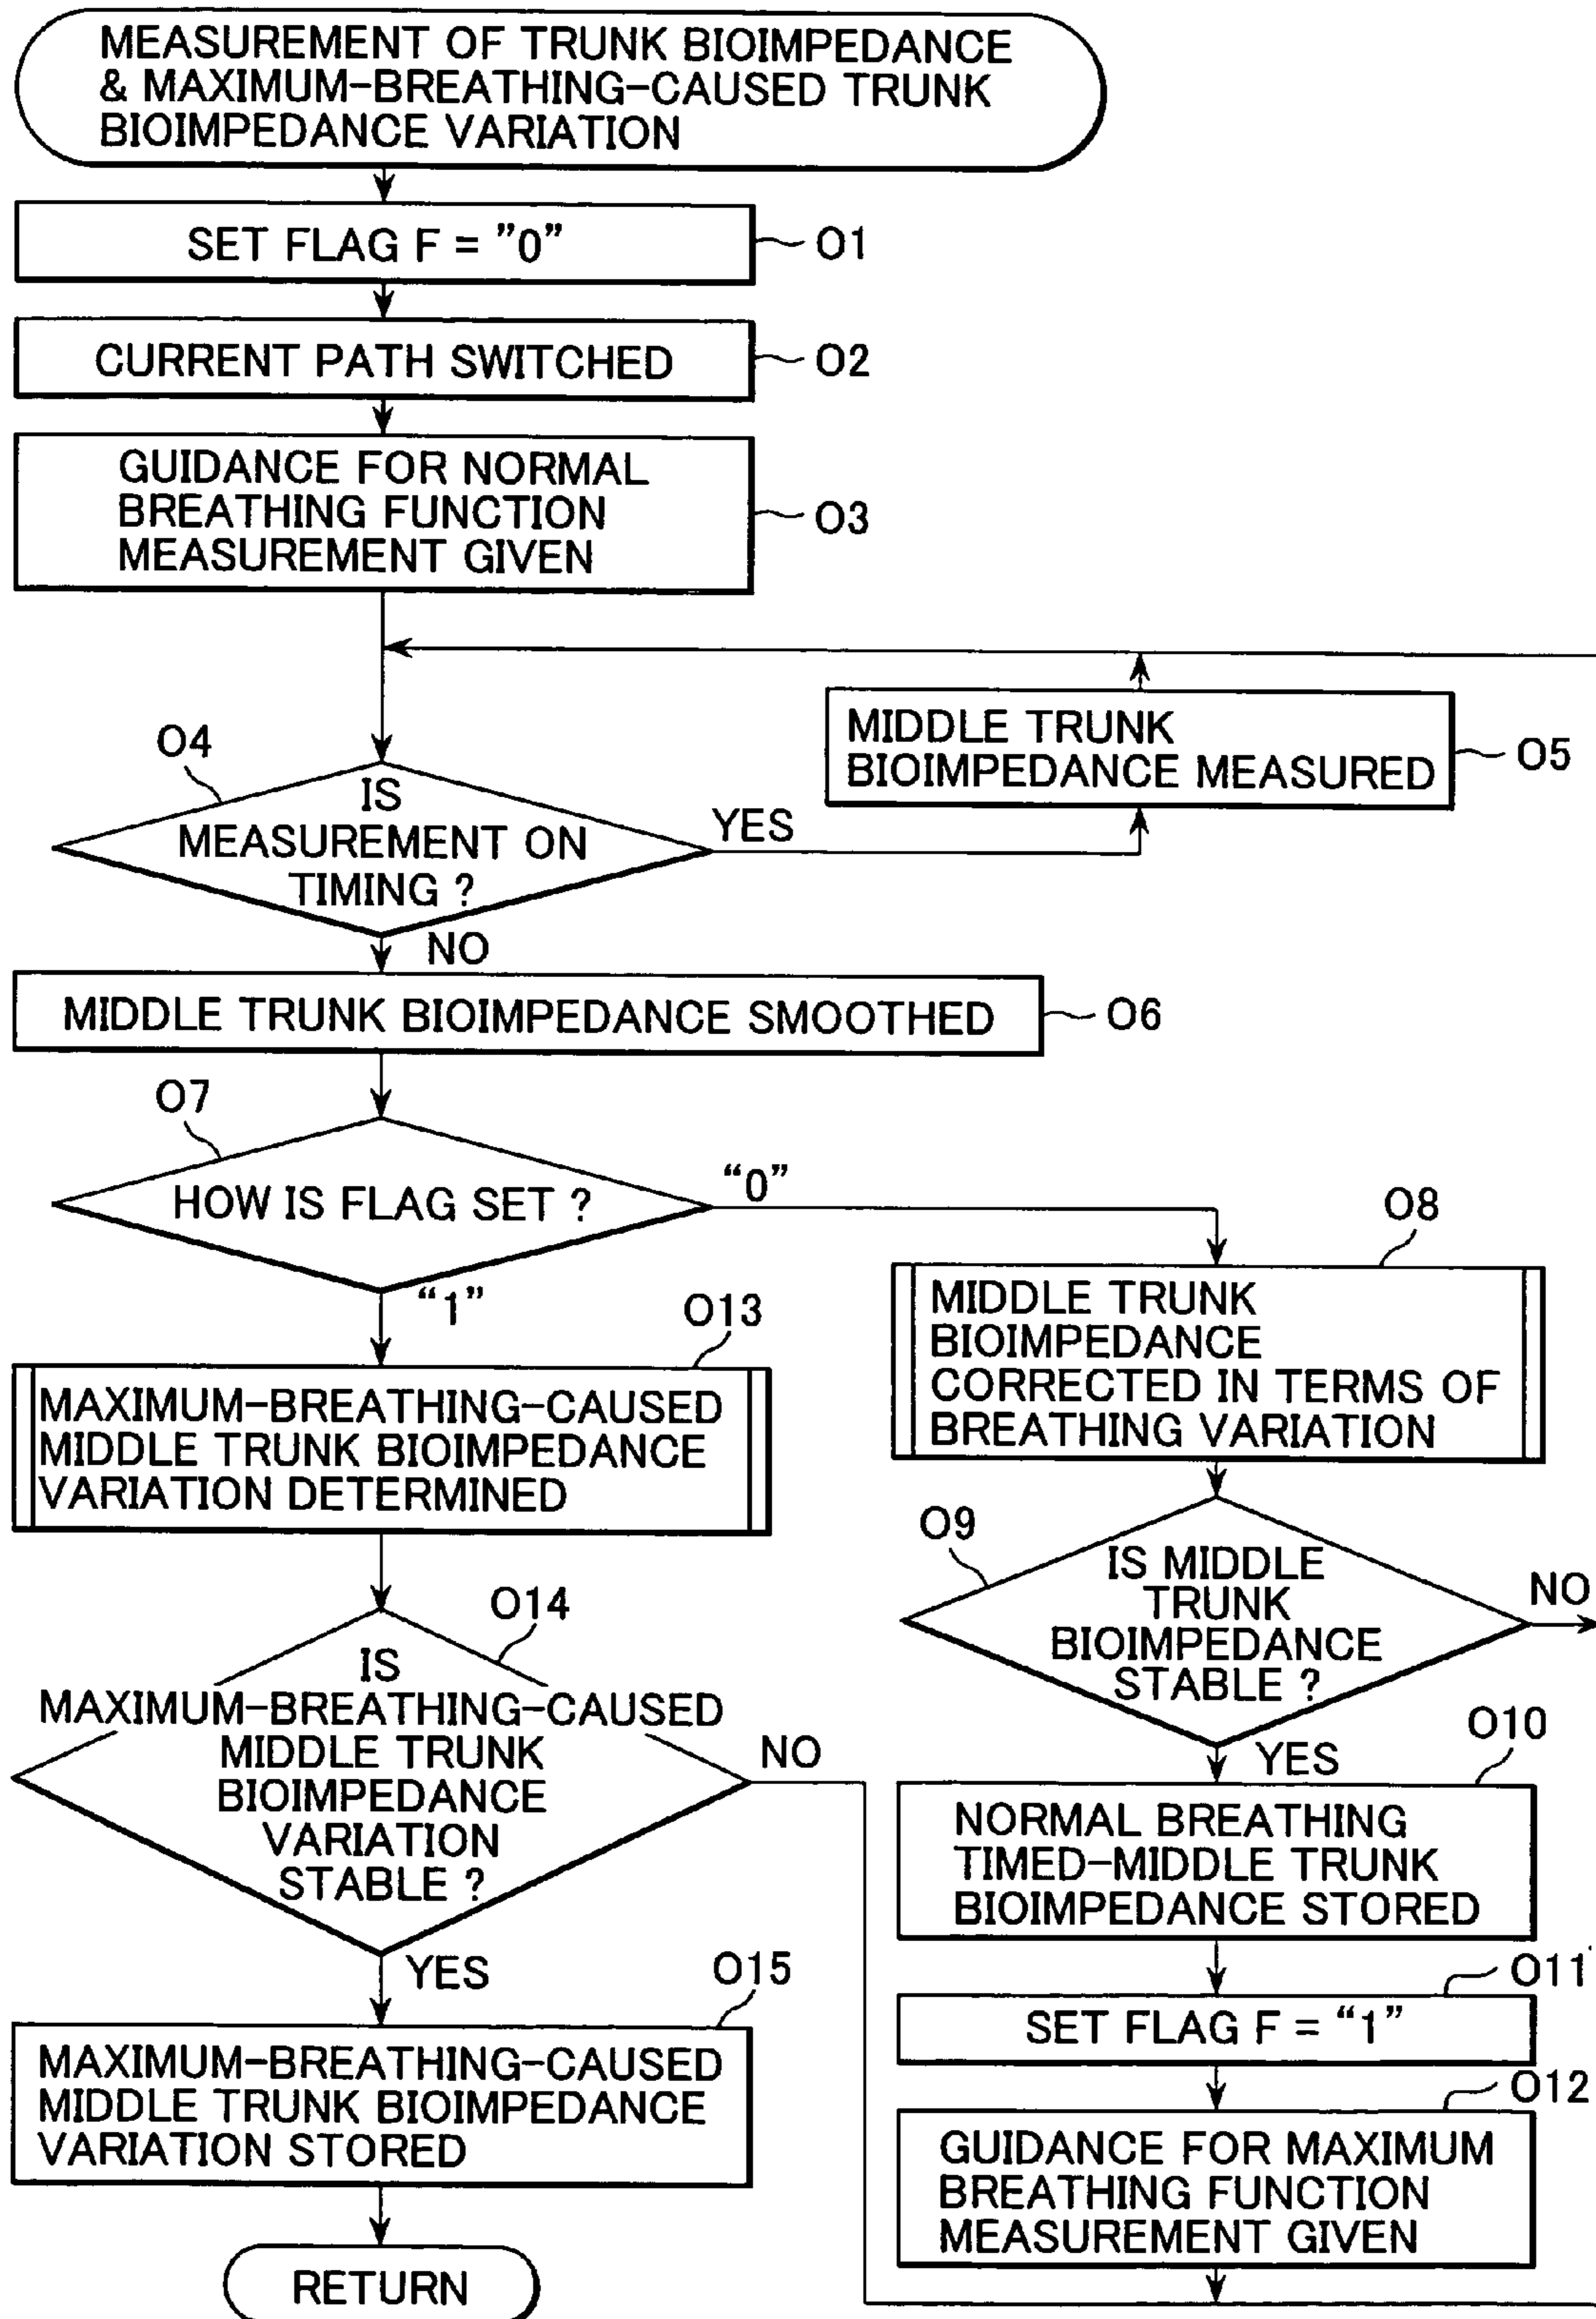 MEASUREMENT OF TRUNK BIOIMPEDANCE
& MAXIMUM-BREATHING-CAUSED TRUNK
BIOIMPEDANCE VARIATION
SET FLAG F = "0"
O1
CURRENT PATH SWITCHED
O2
GUIDANCE FOR NORMAL
BREATHING FUNCTION
MEASUREMENT GIVEN
O3
O4
IS
MEASUREMENT ON
TIMING ?
YES
MIDDLE TRUNK
BIOIMPEDANCE MEASURED
O5
NO
MIDDLE TRUNK BIOIMPEDANCE SMOOTHED
O6
O7
HOW IS FLAG SET ?
“0”
“1”
O8
MIDDLE TRUNK
BIOIMPEDANCE
CORRECTED IN TERMS OF
BREATHING VARIATION
O9
IS MIDDLE
TRUNK
BIOIMPEDANCE
STABLE ?
NO
YES
O10
NORMAL BREATHING
TIMED-MIDDLE TRUNK
BIOIMPEDANCE STORED
O11
SET FLAG F = “1”
O12
GUIDANCE FOR MAXIMUM
BREATHING FUNCTION
MEASUREMENT GIVEN
O13
MAXIMUM-BREATHING-CAUSED
MIDDLE TRUNK BIOIMPEDANCE
VARIATION DETERMINED
O14
IS
MAXIMUM-BREATHING-CAUSED
MIDDLE TRUNK
BIOIMPEDANCE
VARIATION
STABLE ?
NO
YES
O15
MAXIMUM-BREATHING-CAUSED
MIDDLE TRUNK BIOIMPEDANCE
VARIATION STORED
RETURN